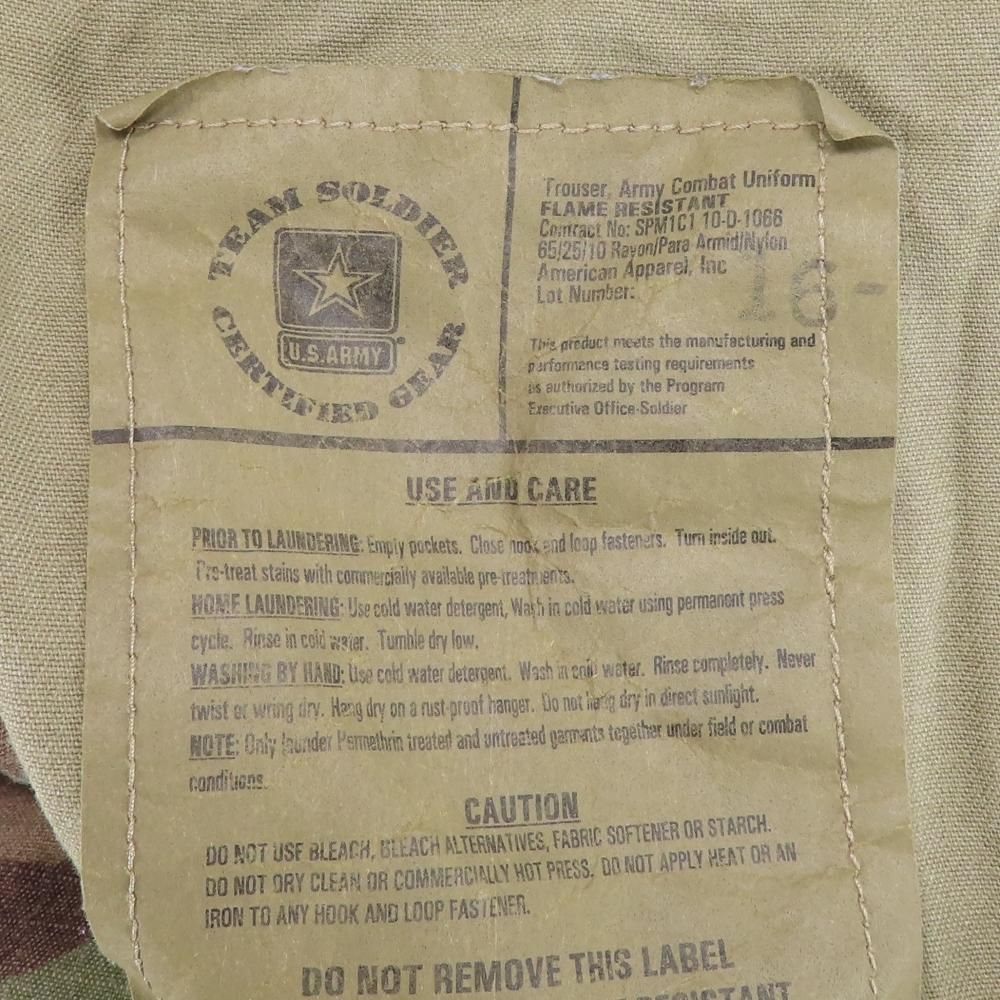 TEAM SOLDIER
CERTIFIED GEAR
U.S.ARMY
Trouser, Army Combat Uniform
FLAME RESISTANT
Contract No: SPM1C1 10-D-1066
65/25/10 Rayon/Para Armid/Nylon
American Apparel, Inc
Lot Number:
16-
This product meets the manufacturing and
performance testing requirements
as authorized by the Program
Executive Office-Soldier
USE AND CARE
PRIOR TO LAUNDERING: Empty pockets. Close hook and loop fasteners. Turn inside out.
Pre-treat stains with commercially available pre-treatments.
HOME LAUNDERING: Use cold water detergent, Wash in cold water using permanent press
cycle. Rinse in cold water. Tumble dry low.
WASHING BY HAND: Use cold water detergent. Wash in cold water. Rinse completely. Never
twist or wring dry. Hang dry on a rust-proof hanger. Do not hang dry in direct sunlight.
NOTE: Only launder Permethrin treated and untreated garments together under field or combat
conditions.
CAUTION
DO NOT USE BLEACH, BLEACH ALTERNATIVES, FABRIC SOFTENER OR STARCH.
DO NOT DRY CLEAN OR COMMERCIALLY HOT PRESS. DO NOT APPLY HEAT OR AN
IRON TO ANY HOOK AND LOOP FASTENER.
DO NOT REMOVE THIS LABEL
RESISTANT